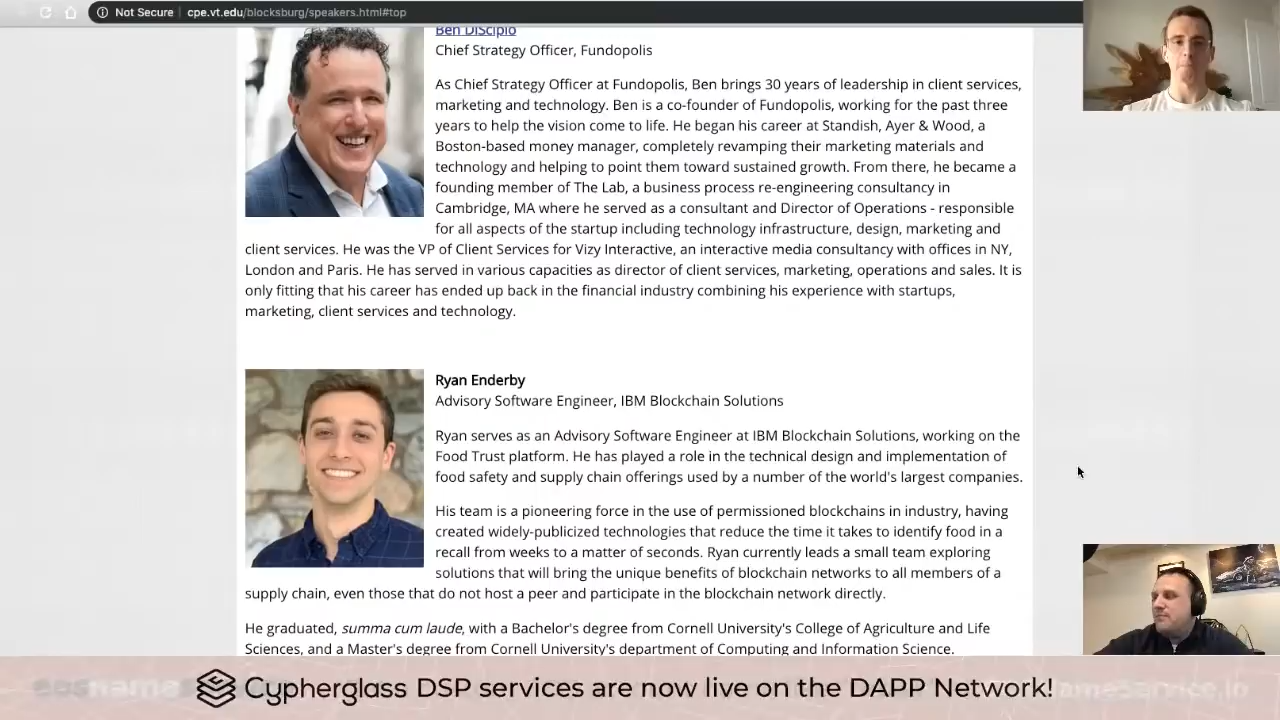 Not Secure | cpe.vt.edu/blocksburg/speakers.html#top
Ben DiScipio
Chief Strategy Officer, Fundopolis
As Chief Strategy Officer at Fundopolis, Ben brings 30 years of leadership in client services,
marketing and technology. Ben is a co-founder of Fundopolis, working for the past three
years to help the vision come to life. He began his career at Standish, Ayer & Wood, a
Boston-based money manager, completely revamping their marketing materials and
technology and helping to point them toward sustained growth. From there, he became a
founding member of The Lab, a business process re-engineering consultancy in
Cambridge, MA where he served as a consultant and Director of Operations - responsible
for all aspects of the startup including technology infrastructure, design, marketing and
client services. He was the VP of Client Services for Vizy Interactive, an interactive media consultancy with offices in NY,
London and Paris. He has served in various capacities as director of client services, marketing, operations and sales. It is
only fitting that his career has ended up back in the financial industry combining his experience with startups,
marketing, client services and technology.
Ryan Enderby
Advisory Software Engineer, IBM Blockchain Solutions
Ryan serves as an Advisory Software Engineer at IBM Blockchain Solutions, working on the
Food Trust platform. He has played a role in the technical design and implementation of
food safety and supply chain offerings used by a number of the world's largest companies.
His team is a pioneering force in the use of permissioned blockchains in industry, having
created widely-publicized technologies that reduce the time it takes to identify food in a
recall from weeks to a matter of seconds. Ryan currently leads a small team exploring
solutions that will bring the unique benefits of blockchain networks to all members of a
supply chain, even those that do not host a peer and participate in the blockchain network directly.
He graduated, summa cum laude, with a Bachelor's degree from Cornell University's College of Agriculture and Life
Sciences, and a Master's degree from Cornell University's department of Computing and Information Science.
Cypherglass DSP services are now live on the DAPP Network!